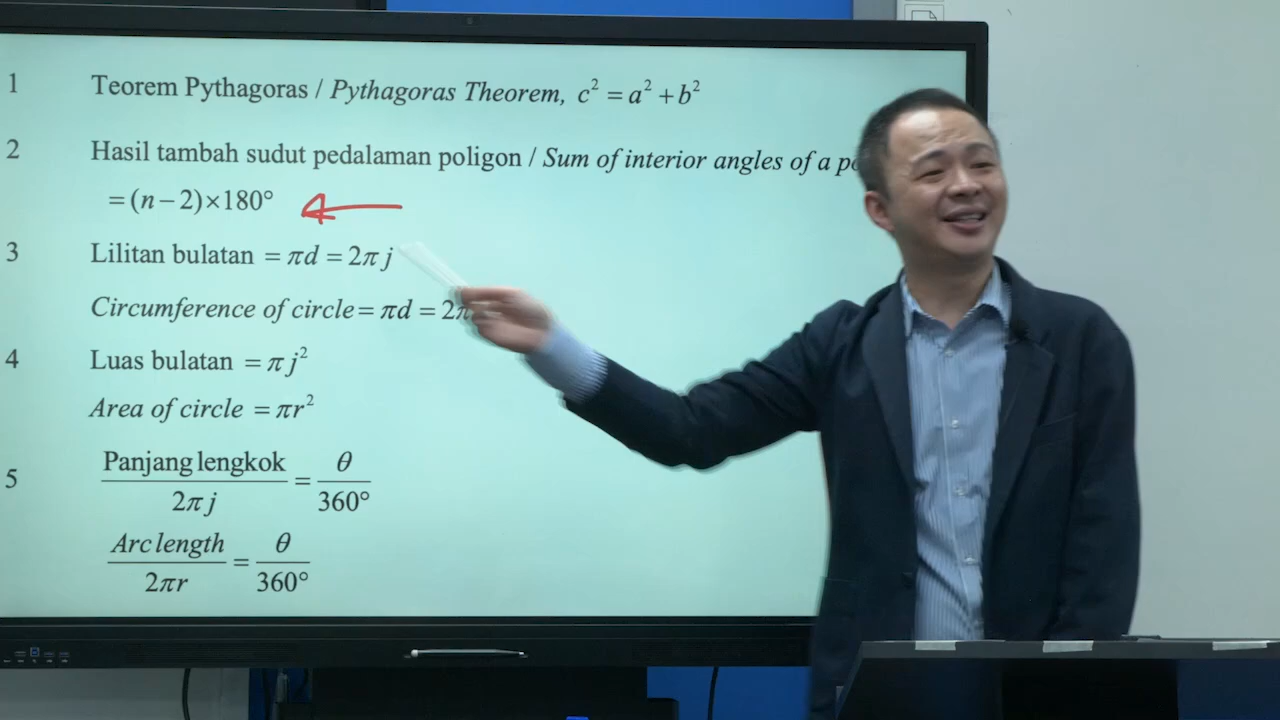 1 Teorem Pythagoras / Pythagoras Theorem, c² = a² + b²
2 Hasil tambah sudut pedalaman poligon / Sum of interior angles of a
= (n − 2) × 180°
3 Lilitan bulatan = πd = 2πj
Circumference of circle = πd = 2π
4 Luas bulatan = πj²
Area of circle = πr²
5 Panjang lengkok / 2πj = θ / 360°
Arc length / 2πr = θ / 360°